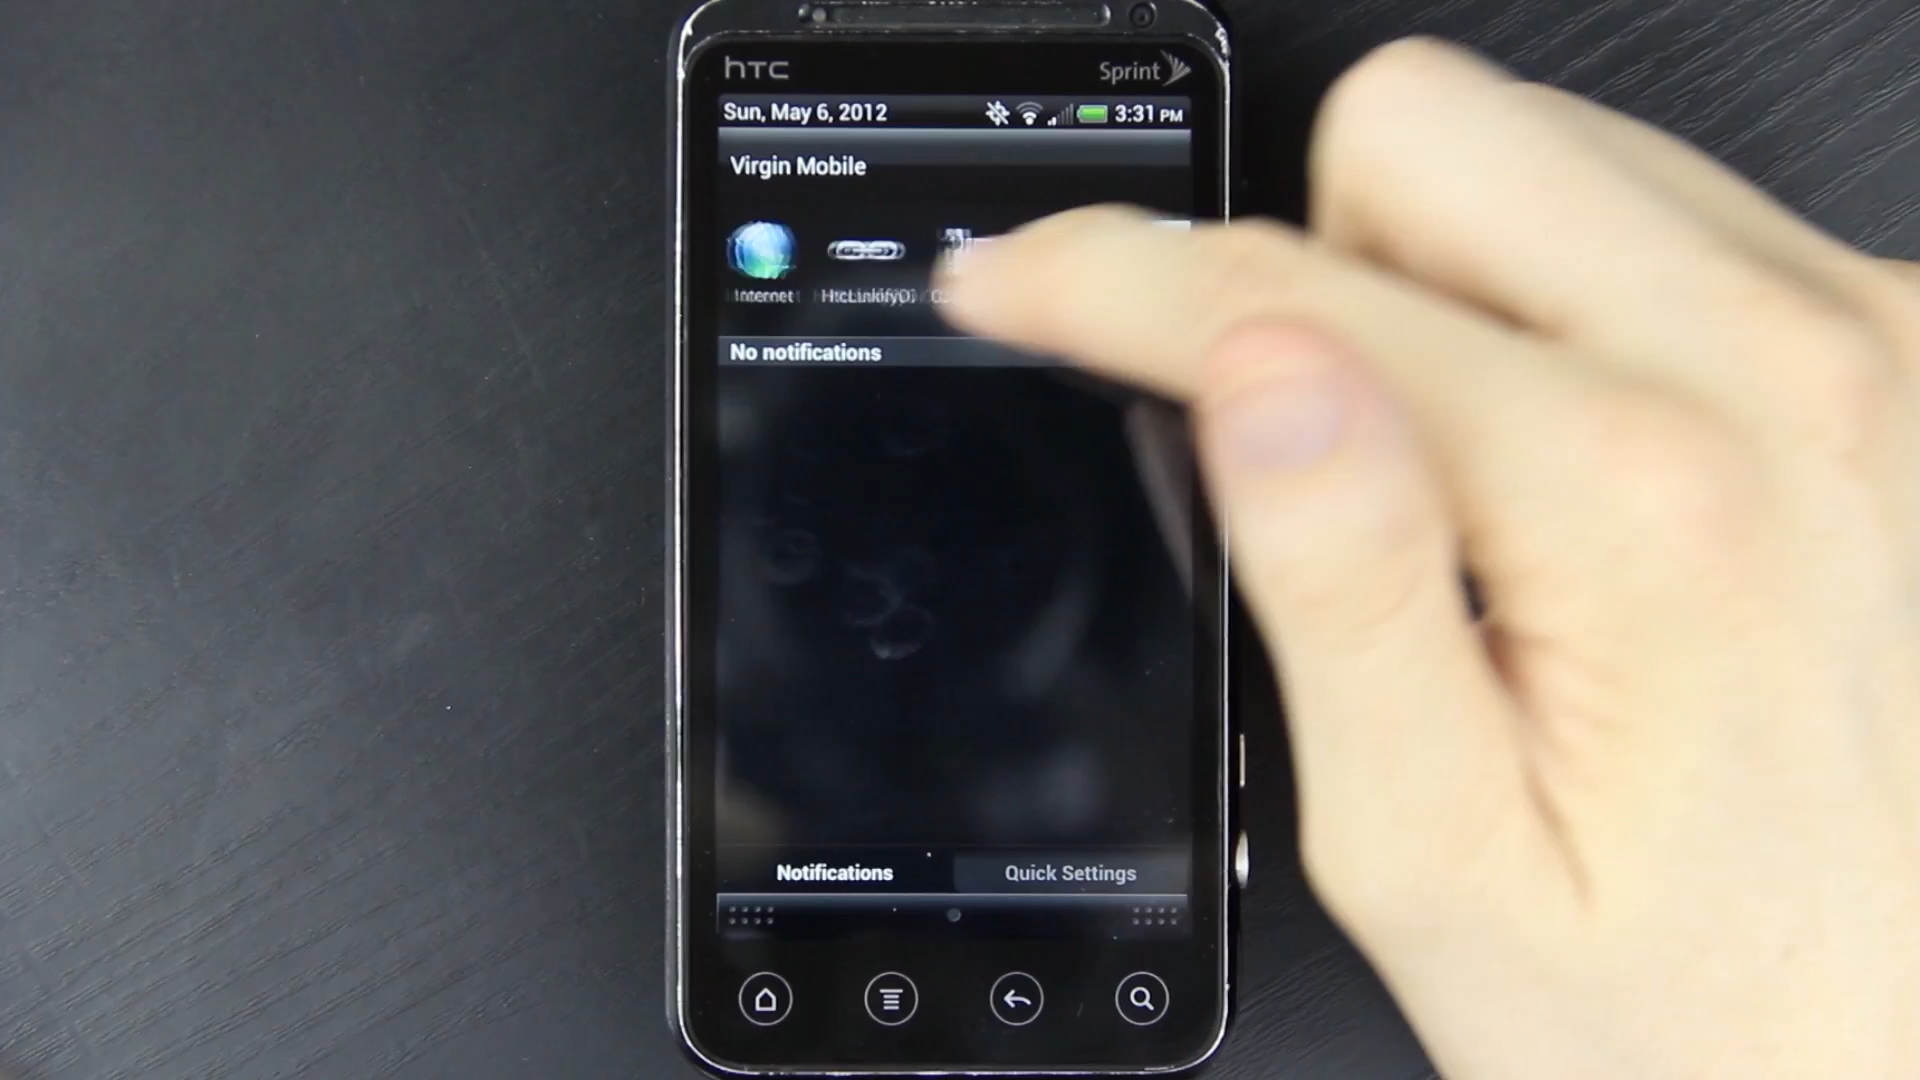 hTC
Sprint
Sun, May 6, 2012
3:31 PM
Virgin Mobile
Internet
No notifications
Notifications
Quick Settings